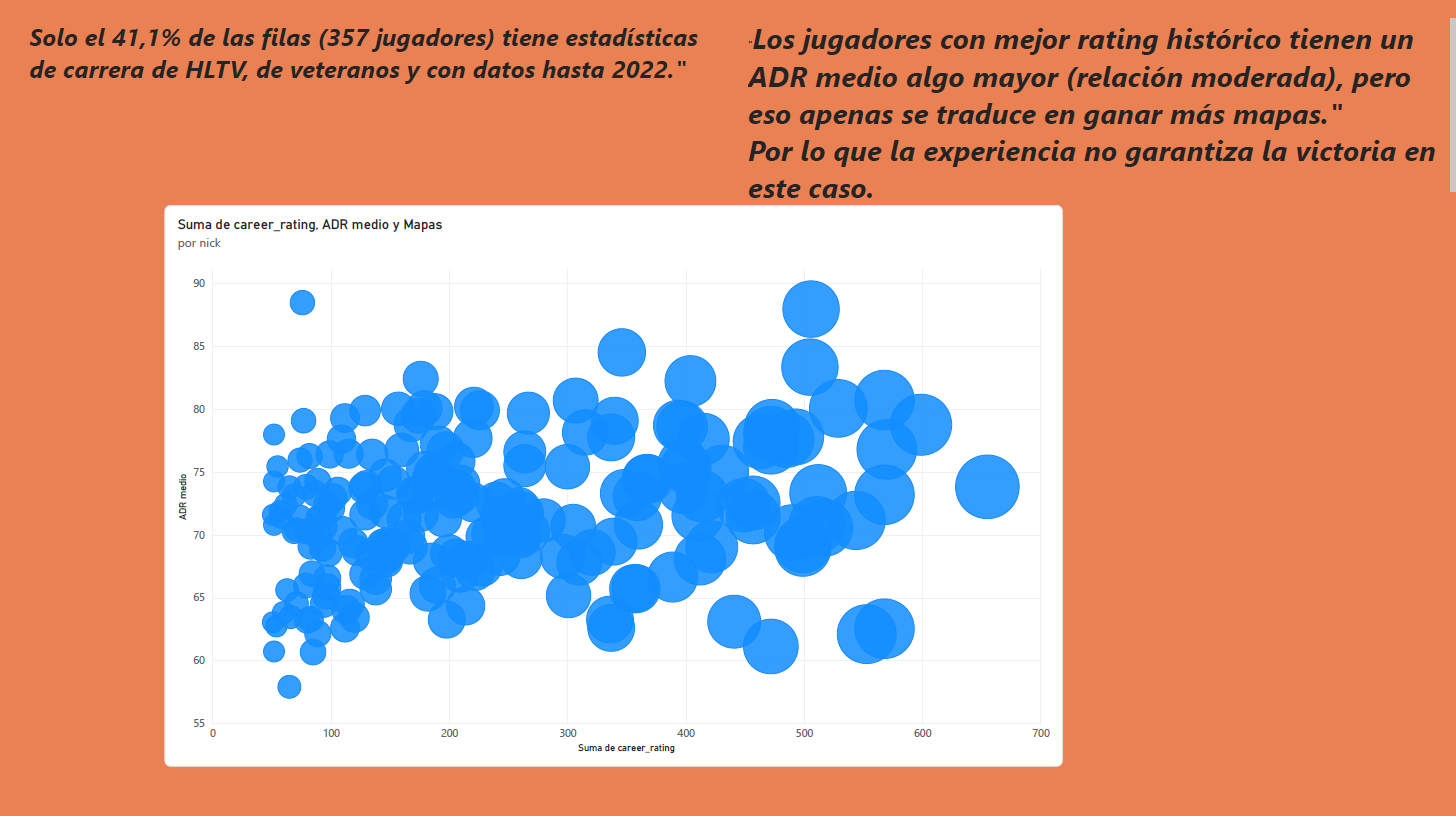 Solo el 41,1% de las filas (357 jugadores) tiene estadísticas
de carrera de HLTV, de veteranos y con datos hasta 2022."
"Los jugadores con mejor rating histórico tienen un
ADR medio algo mayor (relación moderada), pero
eso apenas se traduce en ganar más mapas."
Por lo que la experiencia no garantiza la victoria en
este caso.
Suma de career_rating, ADR medio y Mapas
por nick
90
85
80
75
70
65
60
55
ADR medio
0 100 200 300 400 500 600 700
Suma de career_rating